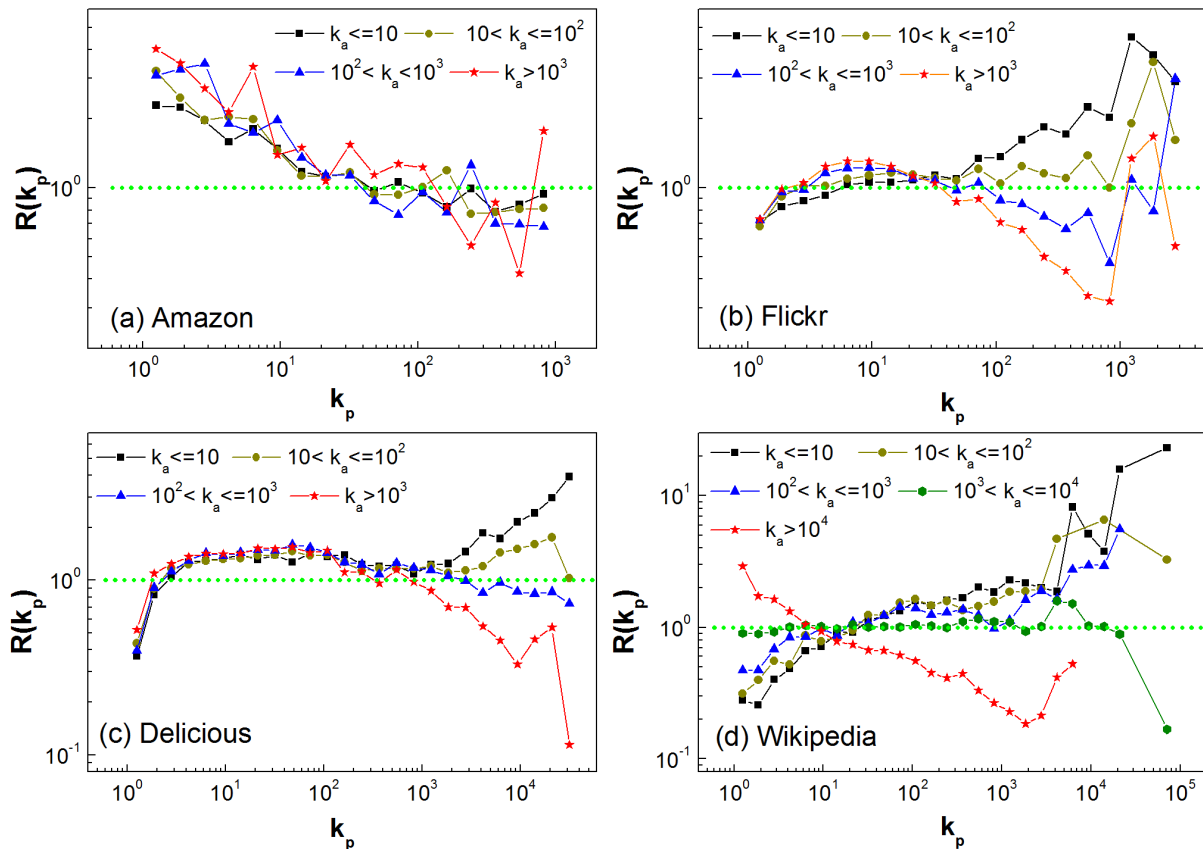 k_a<=10 10< k_a<=10^2
10^2< k_a<10^3 k_a>10^3
R(k_p)
10^0
(a) Amazon
10^0 10^1 10^2 10^3
k_p
k_a<=10 10< k_a<=10^2
10^2< k_a<=10^3 k_a>10^3
R(k_p)
10^0
(b) Flickr
10^0 10^1 10^2 10^3
k_p
k_a<=10 10< k_a<=10^2
10^2< k_a<=10^3 k_a>10^3
R(k_p)
10^0
10^-1
(c) Delicious
10^0 10^1 10^2 10^3 10^4
k_p
k_a<=10 10< k_a<=10^2
10^2< k_a<=10^3 10^3< k_a<=10^4
k_a>10^4
R(k_p)
10^1
10^0
10^-1
(d) Wikipedia
10^0 10^1 10^2 10^3 10^4 10^5
k_p